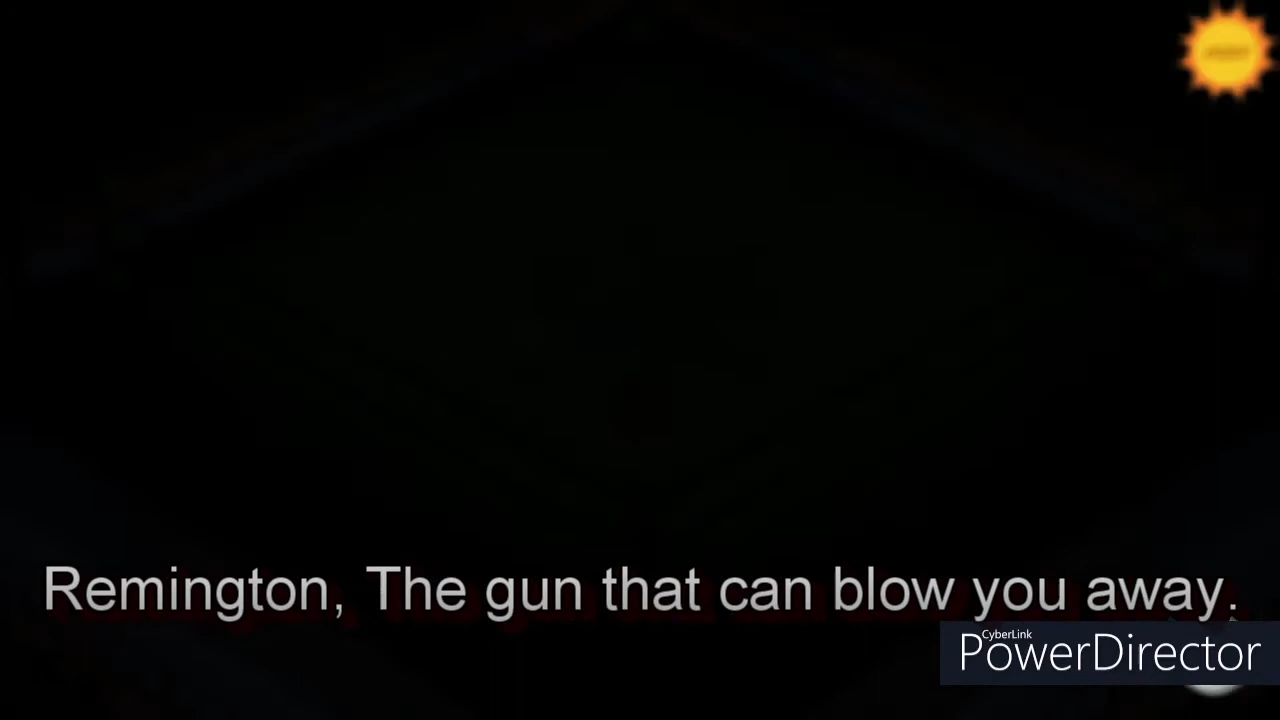 Remington, The gun that can blow you away.
CyberLink
PowerDirector